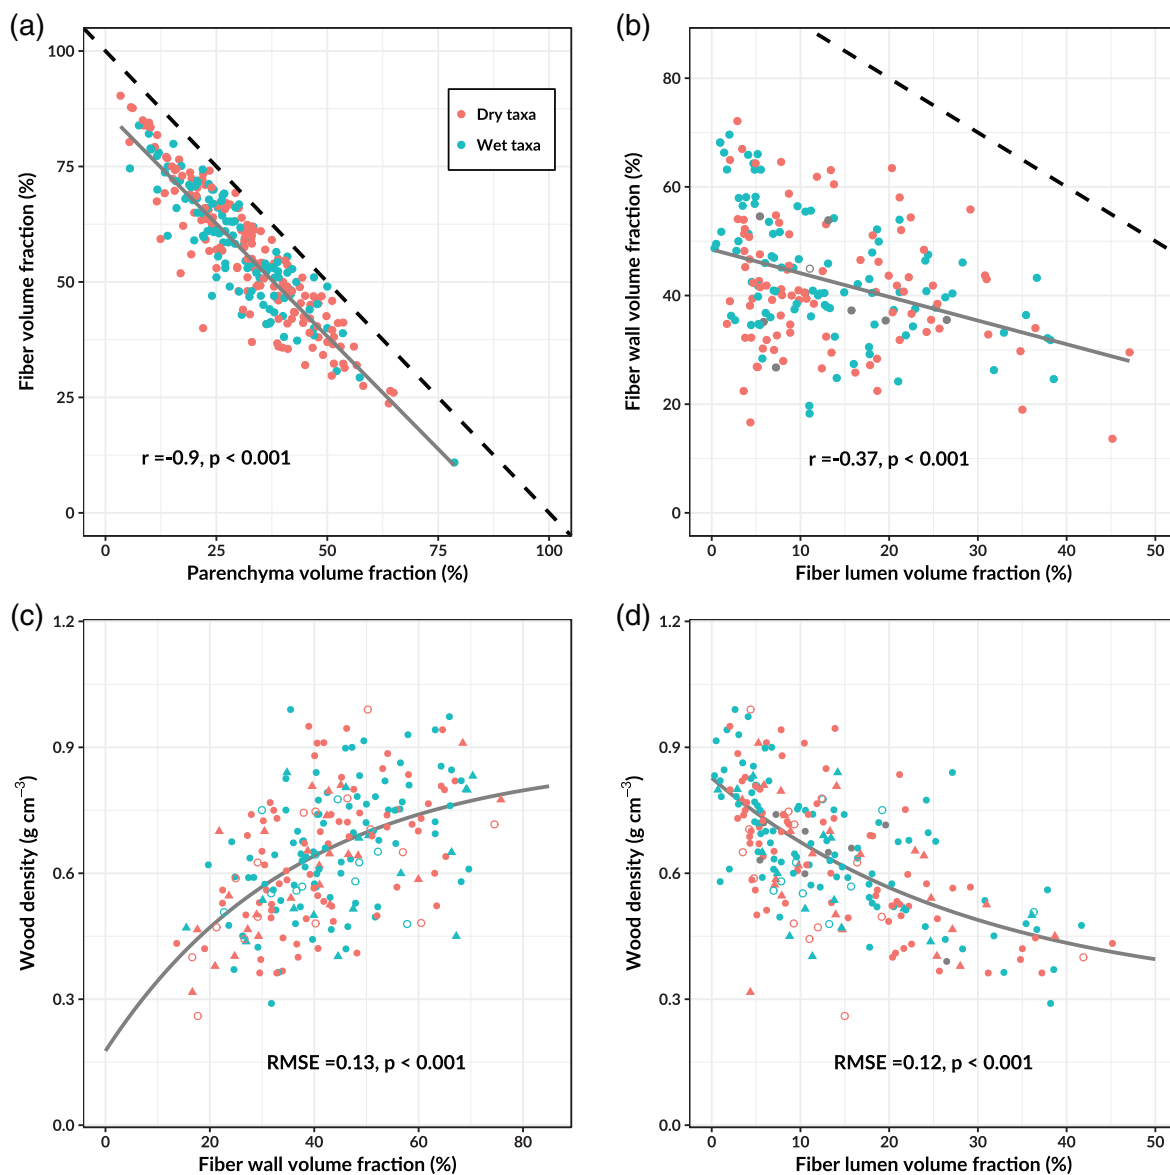 (a)
100
75
50
25
0
Fiber volume fraction (%)
Dry taxa
Wet taxa
r =-0.9, p < 0.001
0 25 50 75 100
Parenchyma volume fraction (%)
(b)
80
60
40
20
0
Fiber wall volume fraction (%)
r =-0.37, p < 0.001
0 10 20 30 40 50
Fiber lumen volume fraction (%)
(c)
1.2
0.9
0.6
0.3
0.0
Wood density (g cm⁻³)
RMSE =0.13, p < 0.001
0 20 40 60 80
Fiber wall volume fraction (%)
(d)
1.2
0.9
0.6
0.3
0.0
Wood density (g cm⁻³)
RMSE =0.12, p < 0.001
0 10 20 30 40 50
Fiber lumen volume fraction (%)